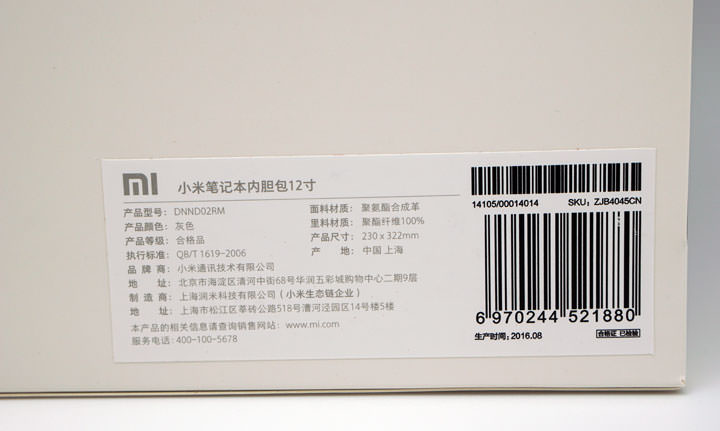 mi 小米笔记本内胆包12寸
产品型号: DNND02RM
产品颜色: 灰色
产品等级: 合格品
执行标准: QB/T 1619-2006
面料材质: 聚氨酯合成革
里料材质: 聚酯纤维100%
产品尺寸: 230 x 322mm
产 地: 中国 上海
品 牌 商: 小米通讯技术有限公司
地 址: 北京市海淀区清河中街68号华润五彩城购物中心二期9层
制 造 商: 上海润米科技有限公司 (小米生态链企业)
地 址: 上海市松江区莘砖公路518号漕河泾园区14号楼5楼
本产品的相关信息请查询销售网站: www.mi.com
服务电话: 400-100-5678
14105/00014014 SKU: ZJB4045CN
6 970244 521880
生产时间: 2016.08
合格证 已检验